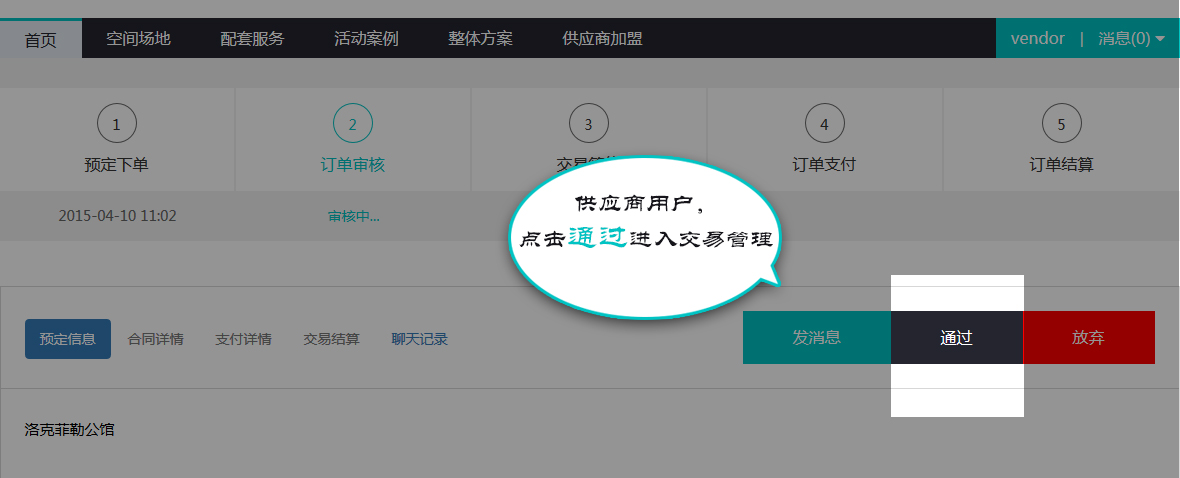 首页 空间场地 配套服务 活动案例 整体方案 供应商加盟 vendor | 消息(0)
1 2 3 4 5
预定下单 订单审核 交易管理 订单支付 订单结算
2015-04-10 11:02 审核中...
供应商用户，
点击通过进入交易管理
预定信息 合同详情 支付详情 交易结算 聊天记录 发消息 通过 放弃
洛克菲勒公馆